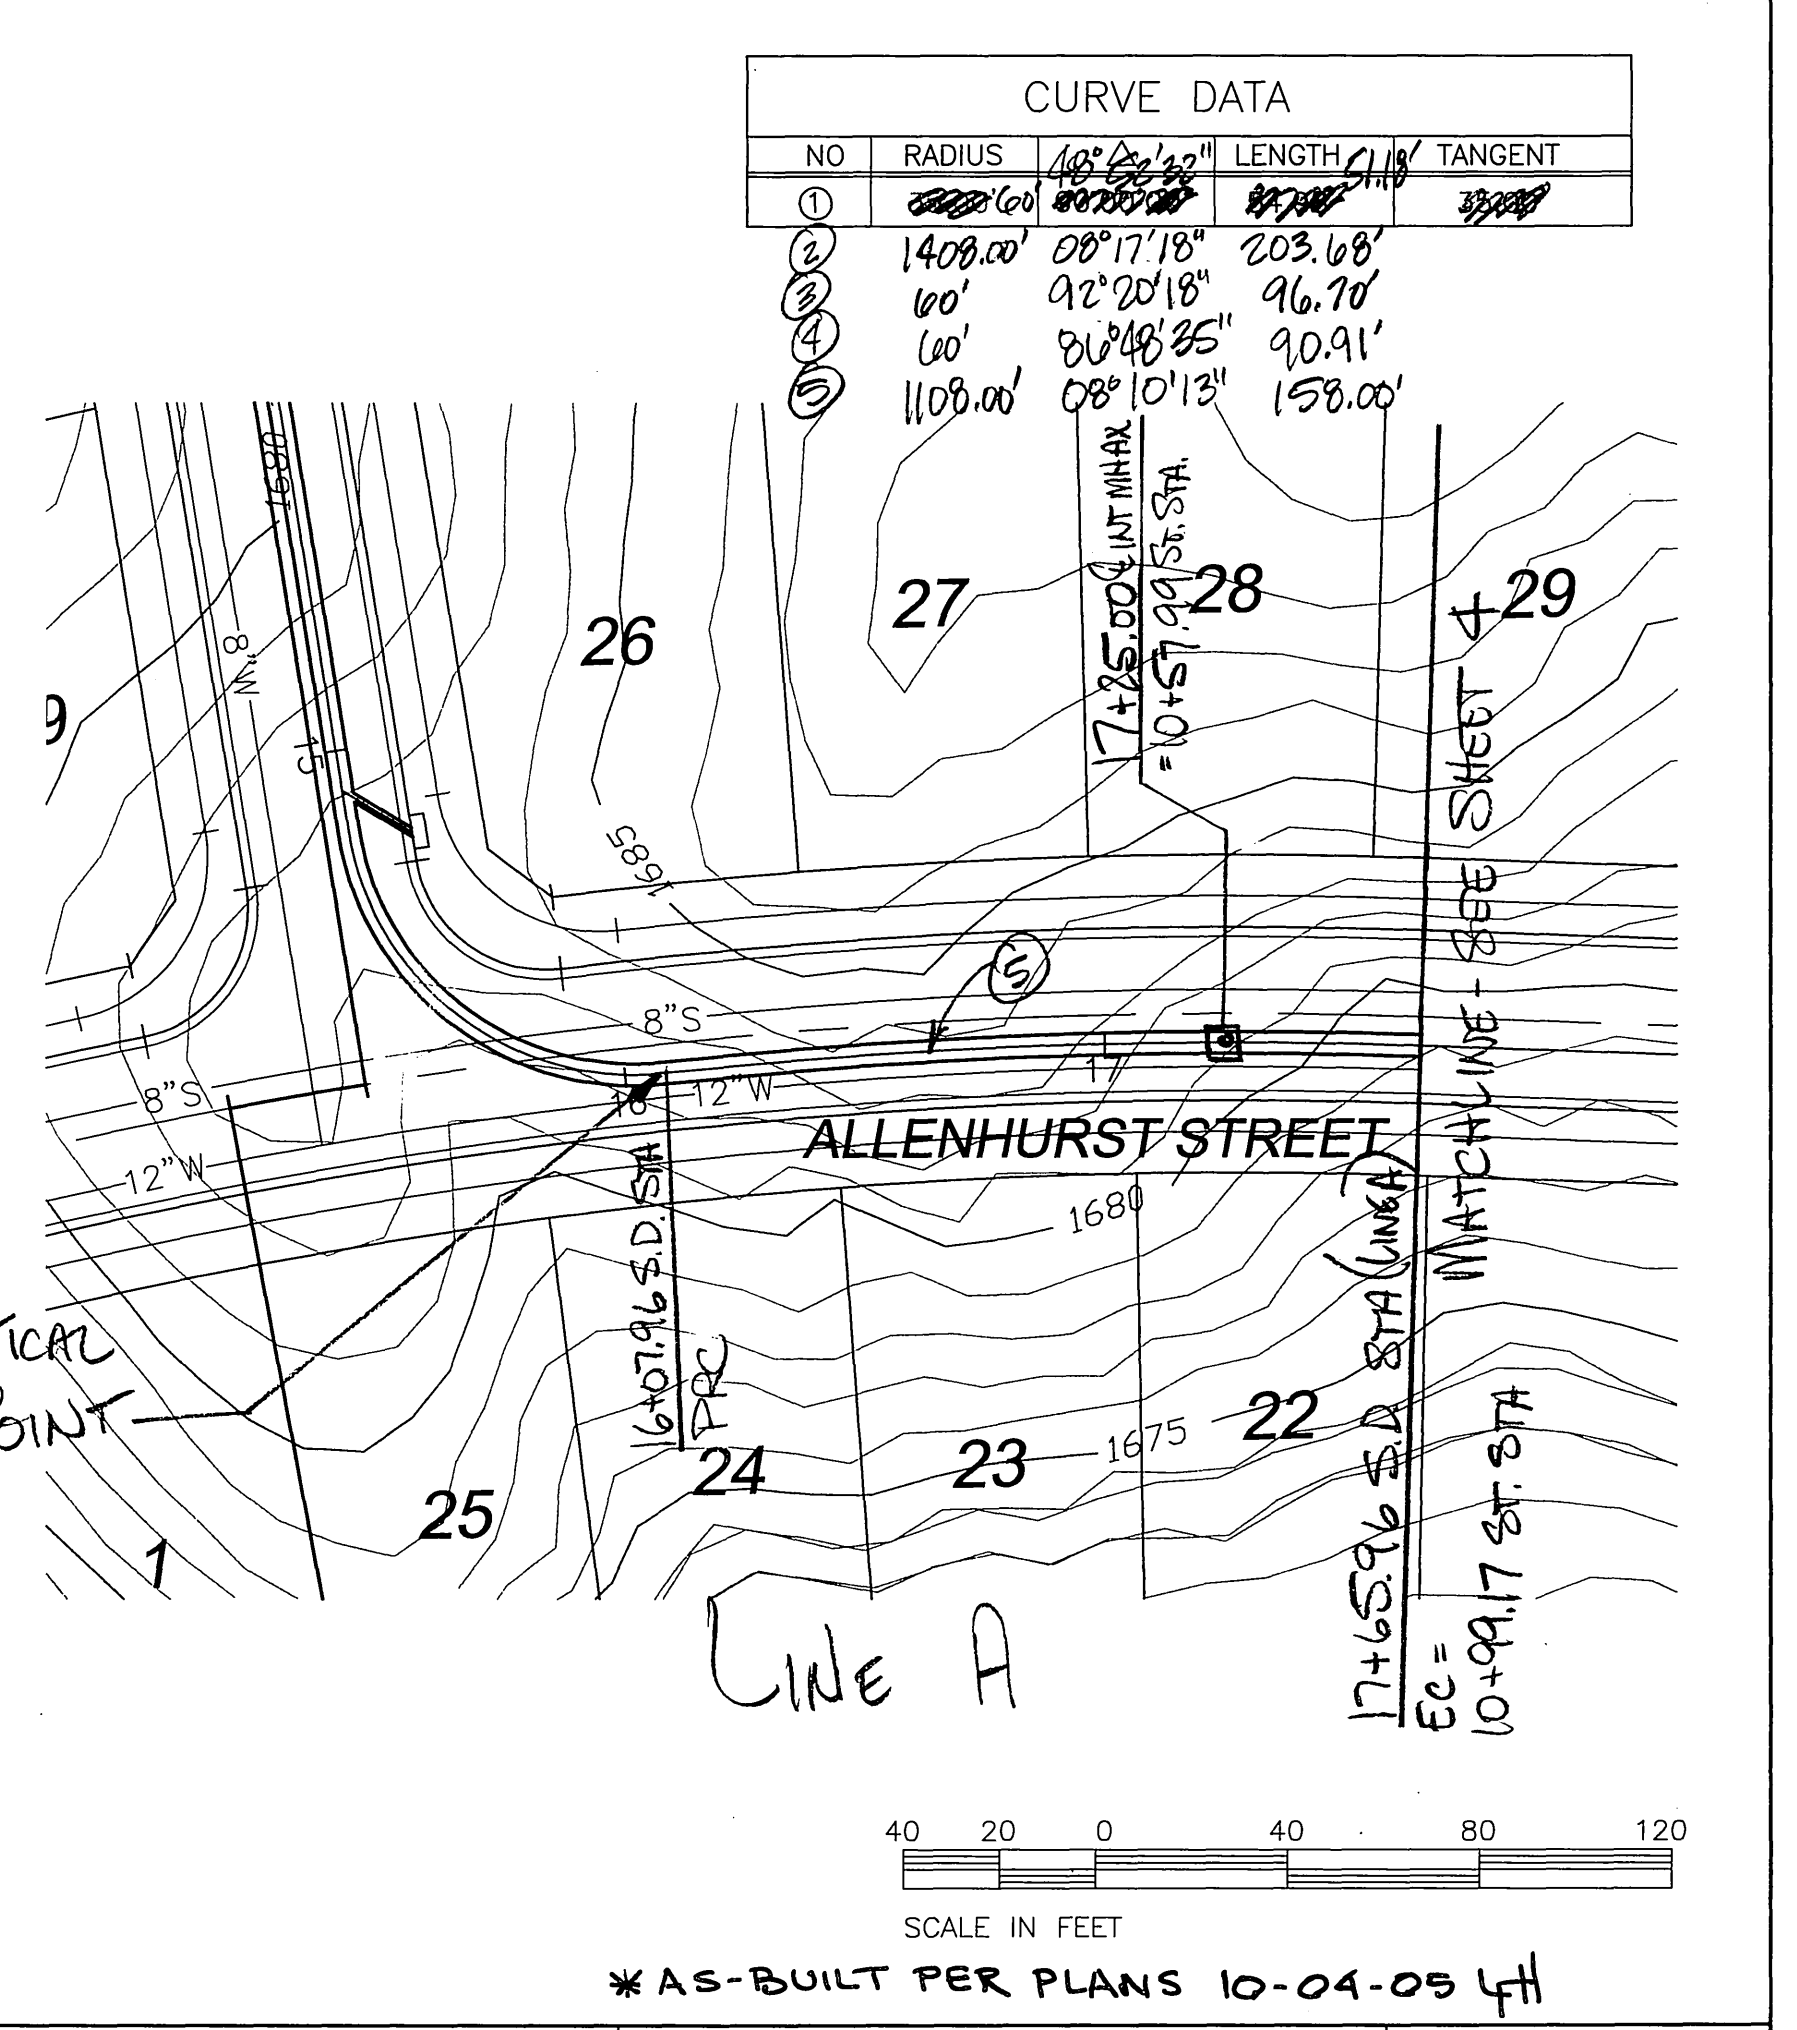 CURVE DATA
NO RADIUS △ LENGTH TANGENT
① 60' 48°52'32" 51.18'
② 1408.00' 08°17'18" 203.68'
③ 60' 92°20'18" 96.70'
④ 60' 86°48'35" 90.91'
⑤ 1108.00' 08°10'13" 158.00'
1680
8"W
15
9
26
27
28
29
17+25.00 ℄ INT MHAX
=10+57.99 ST. STA.
MATCHLINE - SEE SHEET 4
1685
5
8"S
8"S
12"W
12"W
16
17
ALLENHURST STREET
1680
16+07.96 S.D. STA
PRC
TICAL
POINT
17+65.96 S.D STA (LINE A)
EC =
10+99.17 ST. STA
1675
22
23
24
25
1
LINE A
40 20 0 40 80 120
SCALE IN FEET
* AS-BUILT PER PLANS 10-04-05 LH